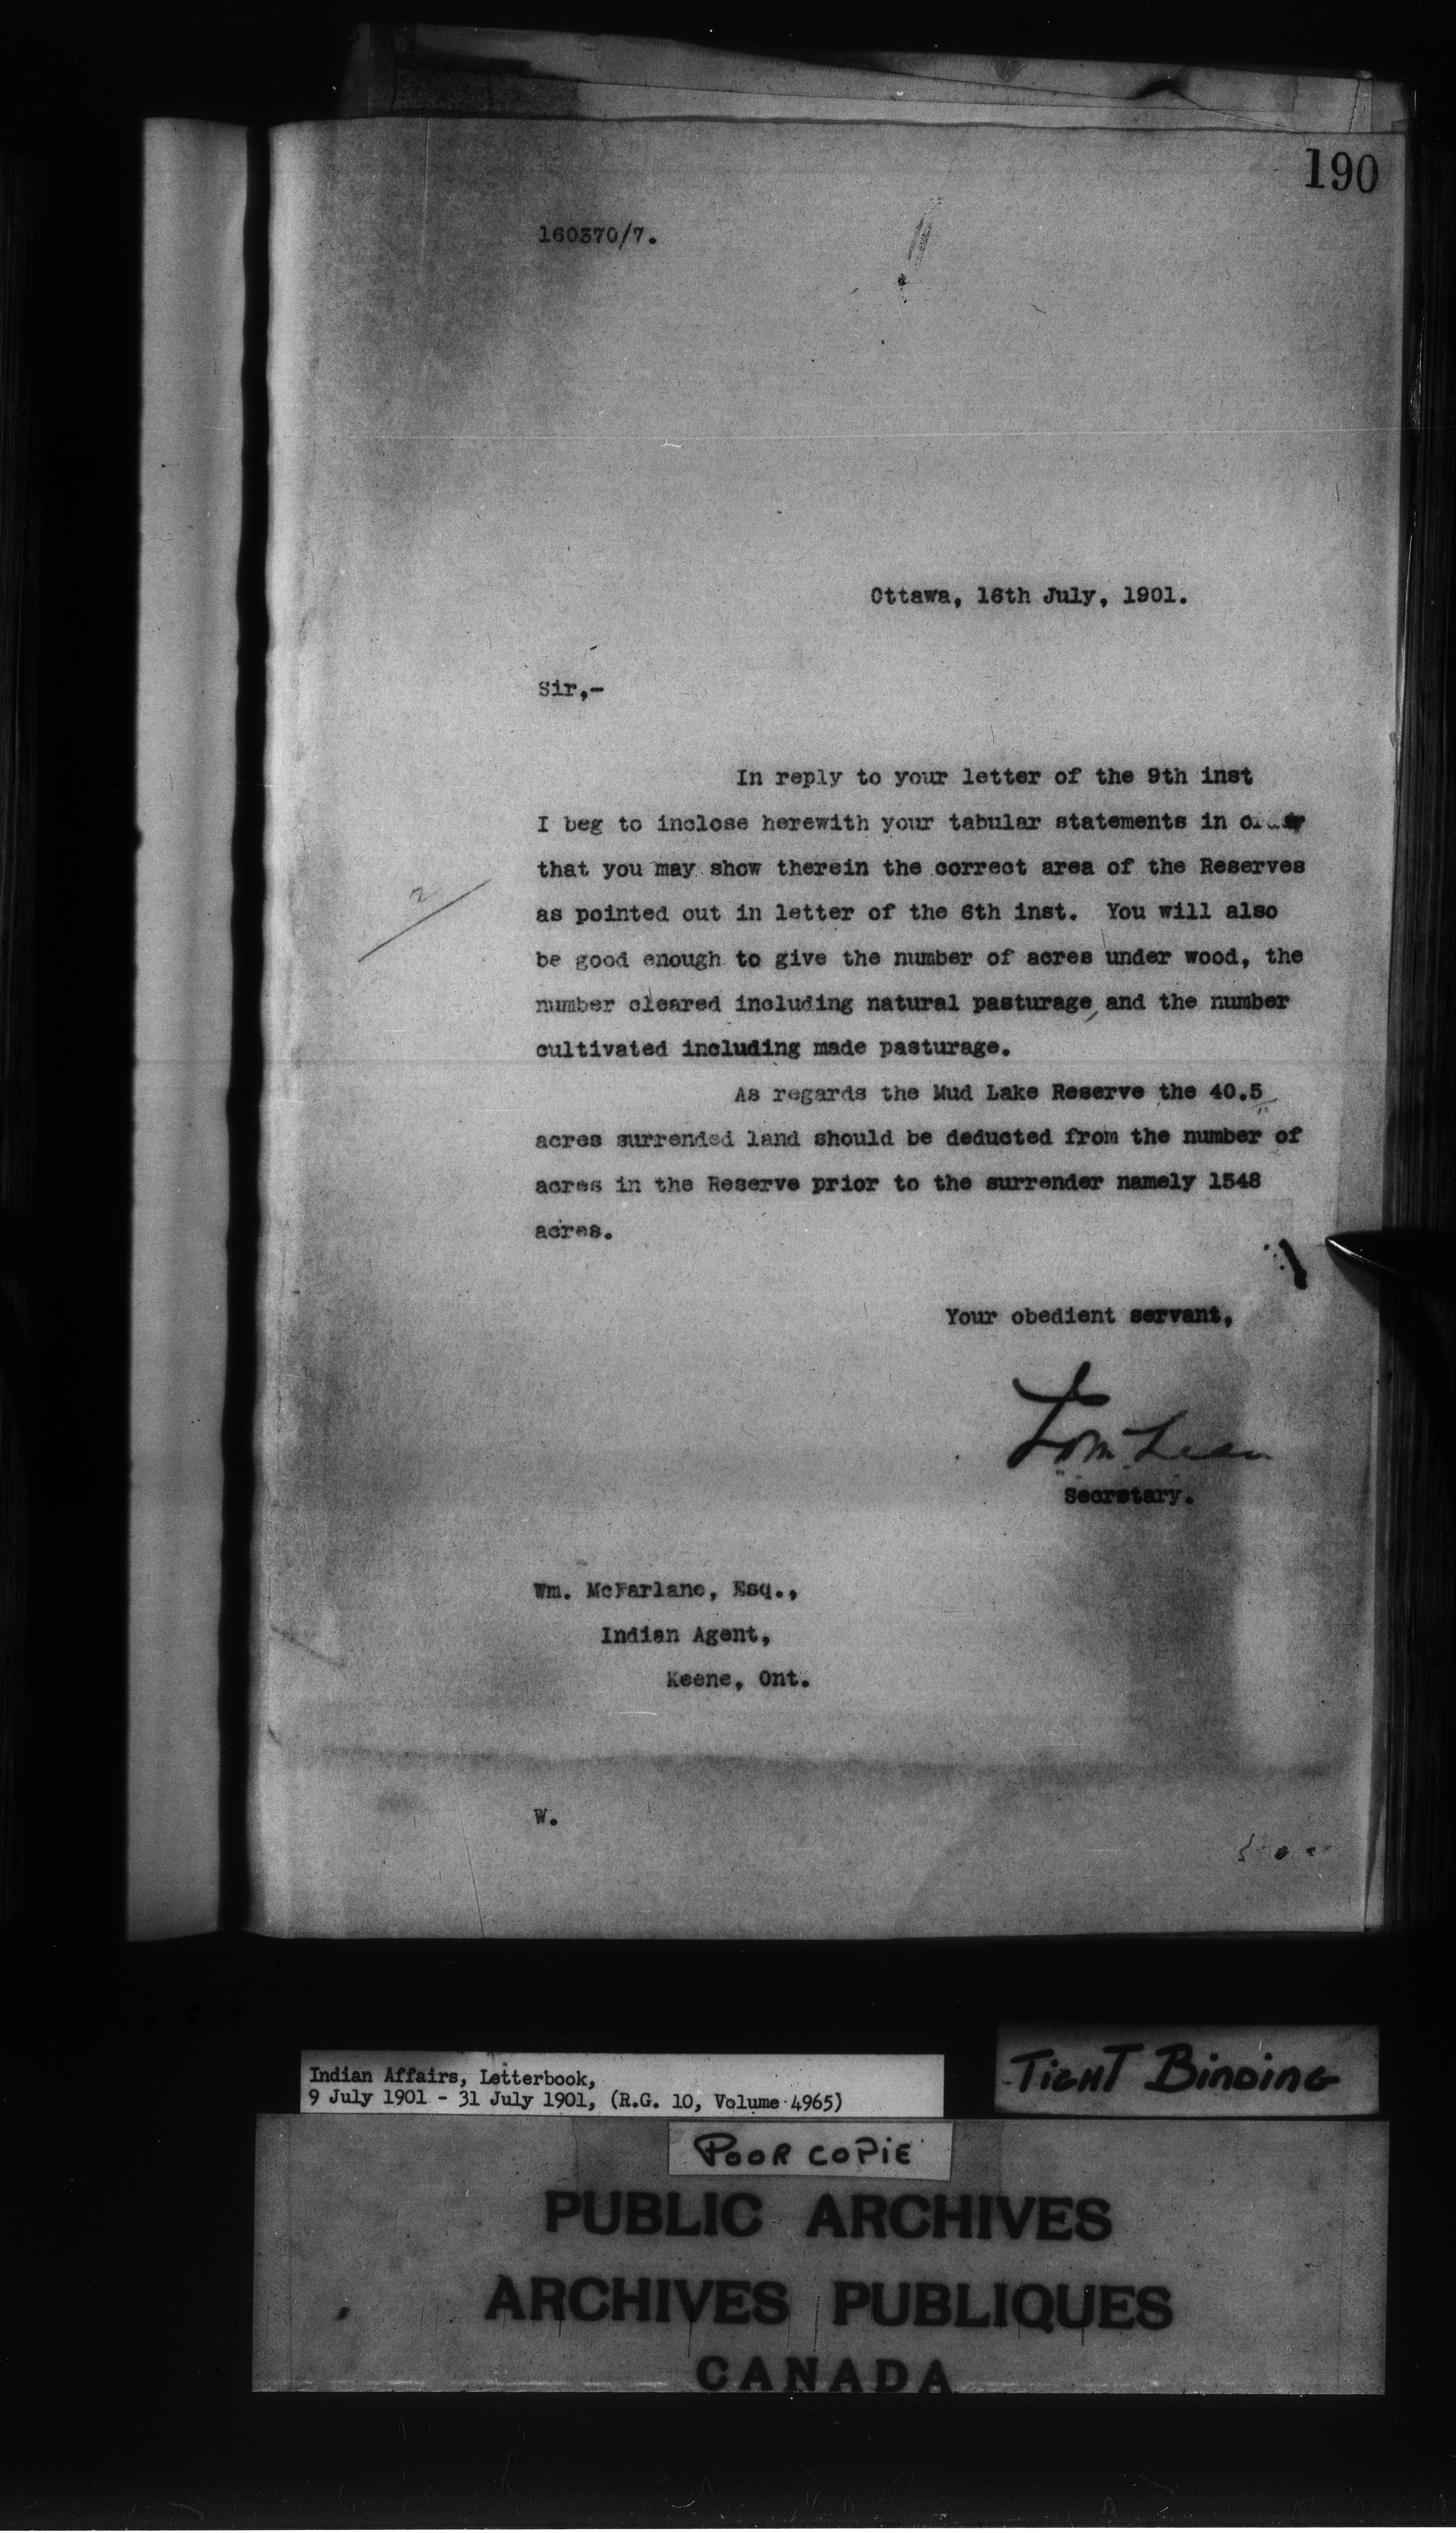 190
160370/7.
Ottawa, 16th July, 1901.
Sir,-
In reply to your letter of the 9th inst
I beg to inclose herewith your tabular statements in order
that you may show therein the correct area of the Reserves
as pointed out in letter of the 6th inst. You will also
2
be good enough to give the number of acres under wood, the
number cleared including natural pasturage, and the number
cultivated including made pasturage.
As regards the Mud Lake Reserve the 40.5
acres surrended land should be deducted from the number of
acres in the Reserve prior to the surrender namely 1548
acres.
Your obedient servant,
Secretary.
Wm. McFarlane, Esq.,
Indian Agent,
Keene, Ont.
W.
Indian Affairs, Letterbook,
9 July 1901 - 31 July 1901, (R.G. 10, Volume 4965)
TIGHT BINDING
POOR COPIE
PUBLIC ARCHIVES
ARCHIVES PUBLIQUES
CANADA